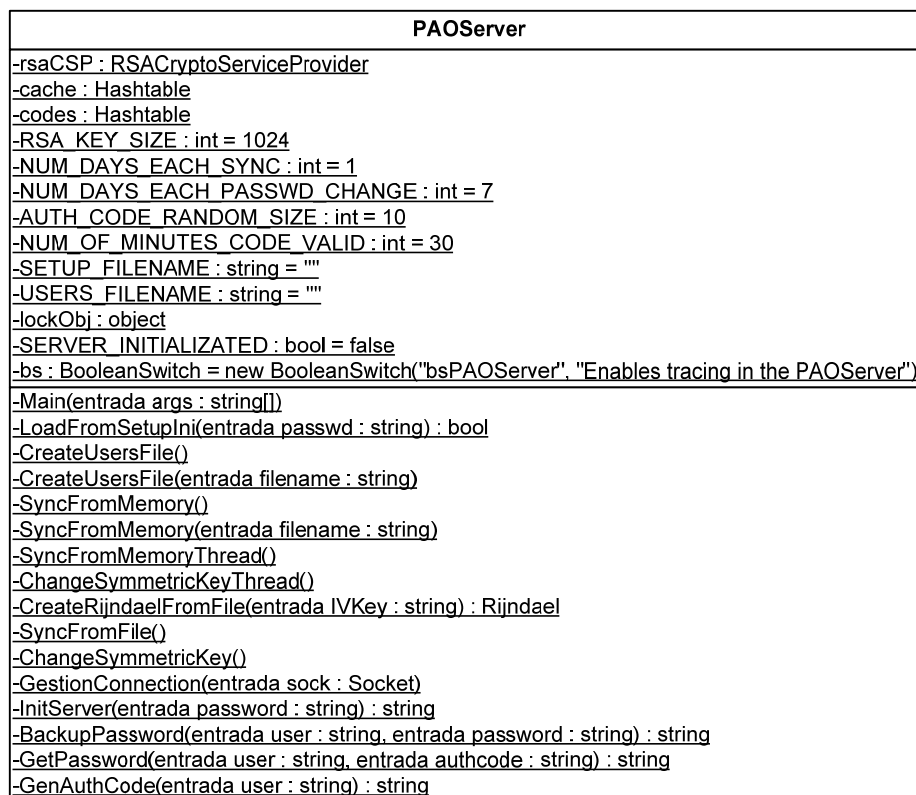 PAOServer
-rsaCSP : RSACryptoServiceProvider
-cache : Hashtable
-codes : Hashtable
-RSA_KEY_SIZE : int = 1024
-NUM_DAYS_EACH_SYNC : int = 1
-NUM_DAYS_EACH_PASSWD_CHANGE : int = 7
-AUTH_CODE_RANDOM_SIZE : int = 10
-NUM_OF_MINUTES_CODE_VALID : int = 30
-SETUP_FILENAME : string = ""
-USERS_FILENAME : string = ""
-lockObj : object
-SERVER_INITIALIZATED : bool = false
-bs : BooleanSwitch = new BooleanSwitch("bsPAOServer", "Enables tracing in the PAOServer")
-Main(entrada args : string[])
-LoadFromSetupIni(entrada passwd : string) : bool
-CreateUsersFile()
-CreateUsersFile(entrada filename : string)
-SyncFromMemory()
-SyncFromMemory(entrada filename : string)
-SyncFromMemoryThread()
-ChangeSymmetricKeyThread()
-CreateRijndaelFromFile(entrada IVKey : string) : Rijndael
-SyncFromFile()
-ChangeSymmetricKey()
-GestionConnection(entrada sock : Socket)
-InitServer(entrada password : string) : string
-BackupPassword(entrada user : string, entrada password : string) : string
-GetPassword(entrada user : string, entrada authcode : string) : string
-GenAuthCode(entrada user : string) : string